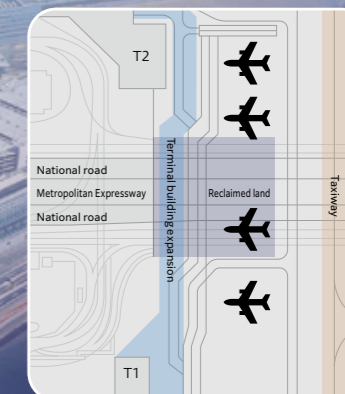 T2
National road
Metropolitan Expressway
National road
Terminal building expansion
Reclaimed land
Taxiway
T1